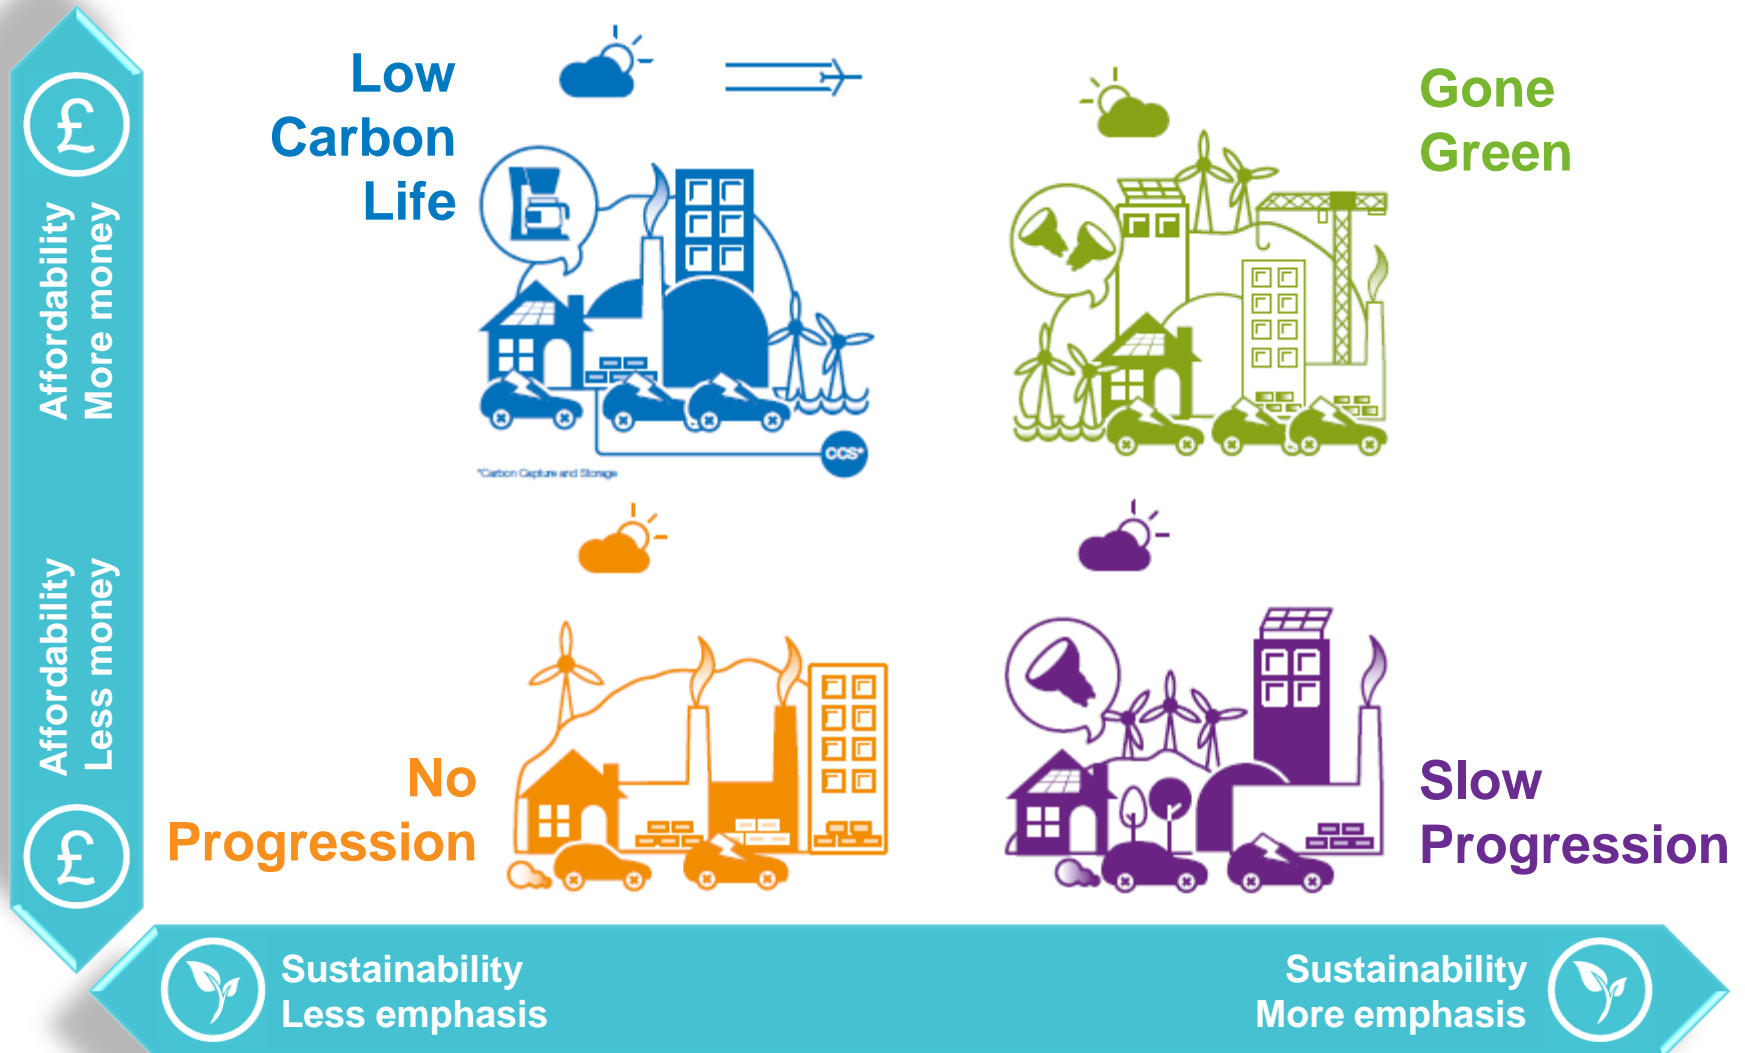 Low
Carbon
Life
Gone
Green
£
Affordability
More money
CCS*
*Carbon Capture and Storage
Affordability
Less money
£
No
Progression
Slow
Progression
Sustainability
Less emphasis
Sustainability
More emphasis